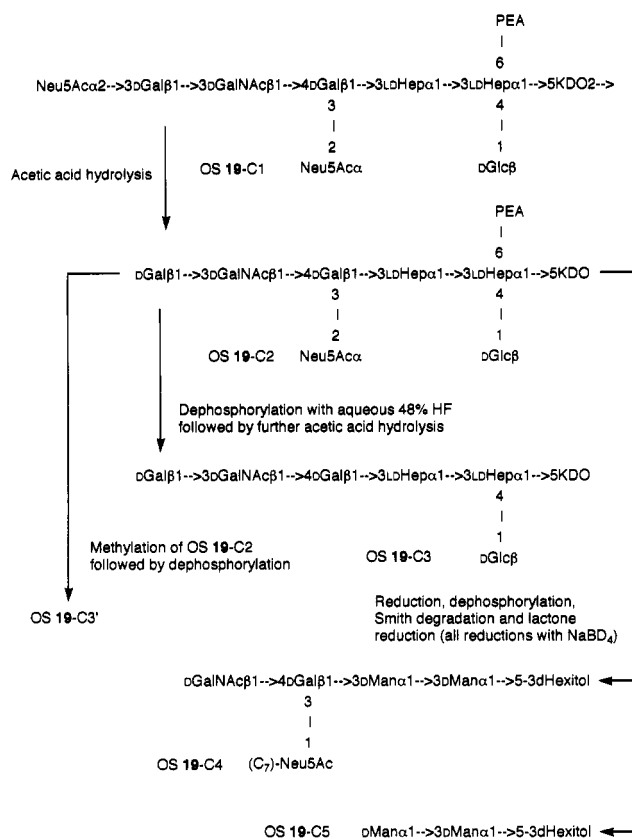 PEA
I
6
Neu5Acα2-->3DGalβ1-->3DGalNAcβ1-->4DGalβ1-->3LDHepα1-->3LDHepα1-->5KDO2-->
3 4
I I
2 1
Acetic acid hydrolysis OS 19-C1 Neu5Acα DGlcβ
PEA
I
6
DGalβ1-->3DGalNAcβ1-->4DGalβ1-->3LDHepα1-->3LDHepα1-->5KDO
3 4
I I
2 1
OS 19-C2 Neu5Acα DGlcβ
Dephosphorylation with aqueous 48% HF
followed by further acetic acid hydrolysis
DGalβ1-->3DGalNAcβ1-->4DGalβ1-->3LDHepα1-->3LDHepα1-->5KDO
4
I
1
OS 19-C3 DGlcβ
Methylation of OS 19-C2
followed by dephosphorylation
OS 19-C3'
Reduction, dephosphorylation,
Smith degradation and lactone
reduction (all reductions with NaBD4)
DGalNAcβ1-->4DGalβ1-->3DManα1-->3DManα1-->5-3dHexitol
3
I
1
OS 19-C4 (C7)-Neu5Ac
OS 19-C5 DManα1-->3DManα1-->5-3dHexitol